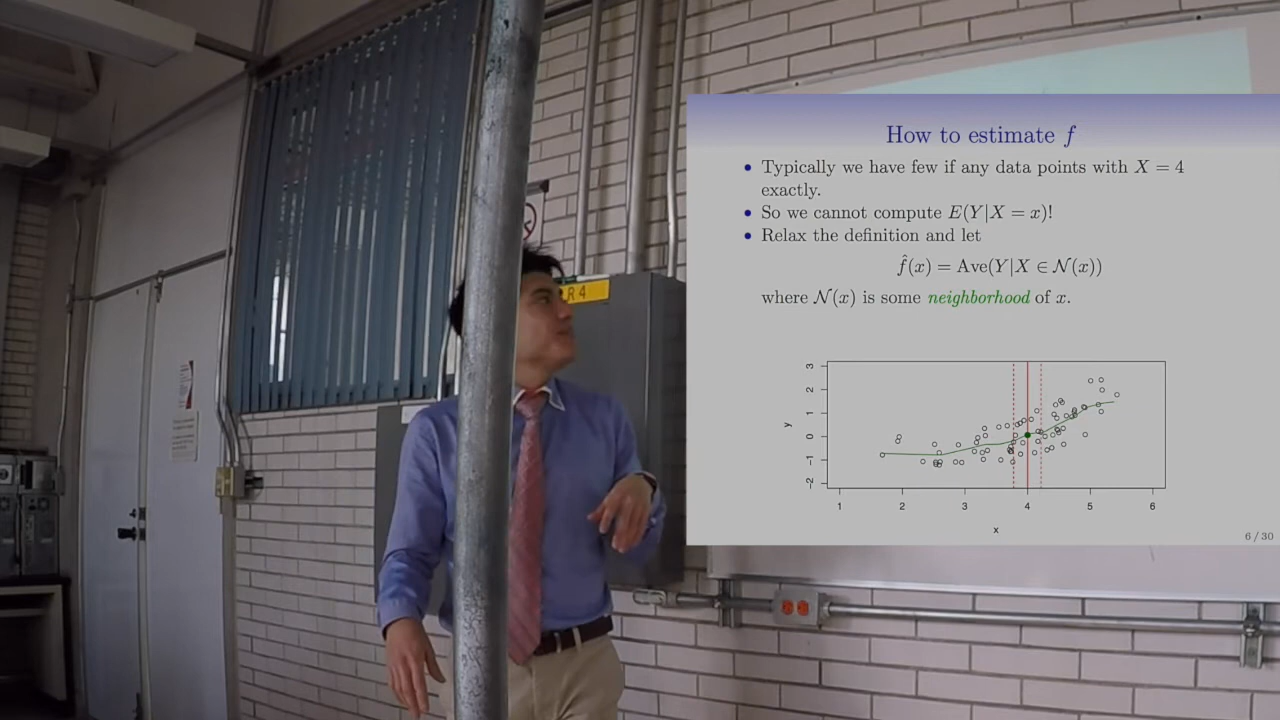 R4
How to estimate f
• Typically we have few if any data points with X = 4
exactly.
• So we cannot compute E(Y|X = x)!
• Relax the definition and let
f̂(x) = Ave(Y|X ∈ 𝒩(x))
where 𝒩(x) is some neighborhood of x.
3
2
1
0
−1
−2
y
1 2 3 4 5 6
x
6 / 30